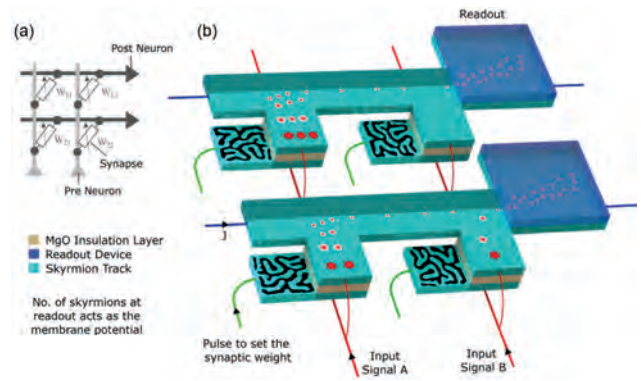 (a)
Post Neuron
W11
W12
W21
W22
Synapse
Pre Neuron
MgO Insulation Layer
Readout Device
Skyrmion Track
No. of skyrmions at
readout acts as the
membrane potential
(b)
Readout
J
Pulse to set the
synaptic weight
Input
Signal A
Input
Signal B